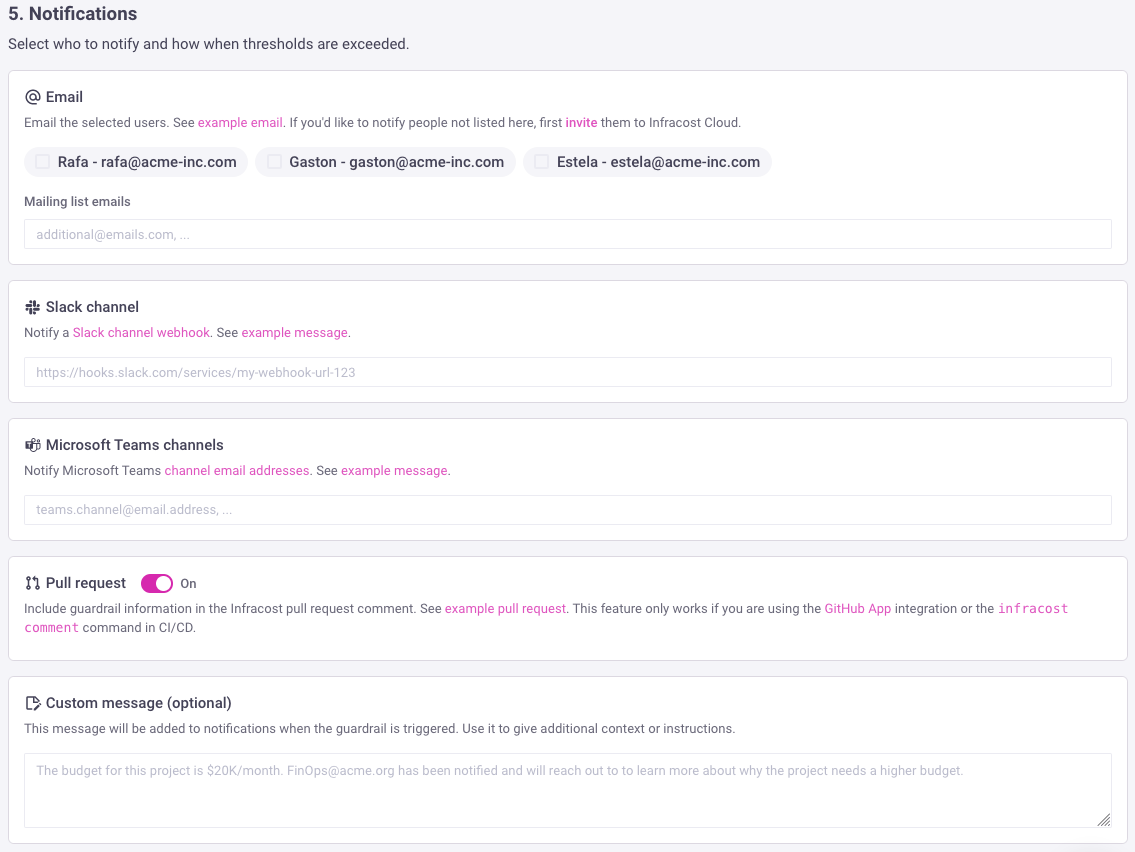 5. Notifications
Select who to notify and how when thresholds are exceeded.
Email
Email the selected users. See example email. If you'd like to notify people not listed here, first invite them to Infracost Cloud.
Rafa - rafa@acme-inc.com Gaston - gaston@acme-inc.com Estela - estela@acme-inc.com
Mailing list emails
additional@emails.com, ...
Slack channel
Notify a Slack channel webhook. See example message.
https://hooks.slack.com/services/my-webhook-url-123
Microsoft Teams channels
Notify Microsoft Teams channel email addresses. See example message.
teams.channel@email.address, ...
Pull request On
Include guardrail information in the Infracost pull request comment. See example pull request. This feature only works if you are using the GitHub App integration or the infracost
comment command in CI/CD.
Custom message (optional)
This message will be added to notifications when the guardrail is triggered. Use it to give additional context or instructions.
The budget for this project is $20K/month. FinOps@acme.org has been notified and will reach out to to learn more about why the project needs a higher budget.